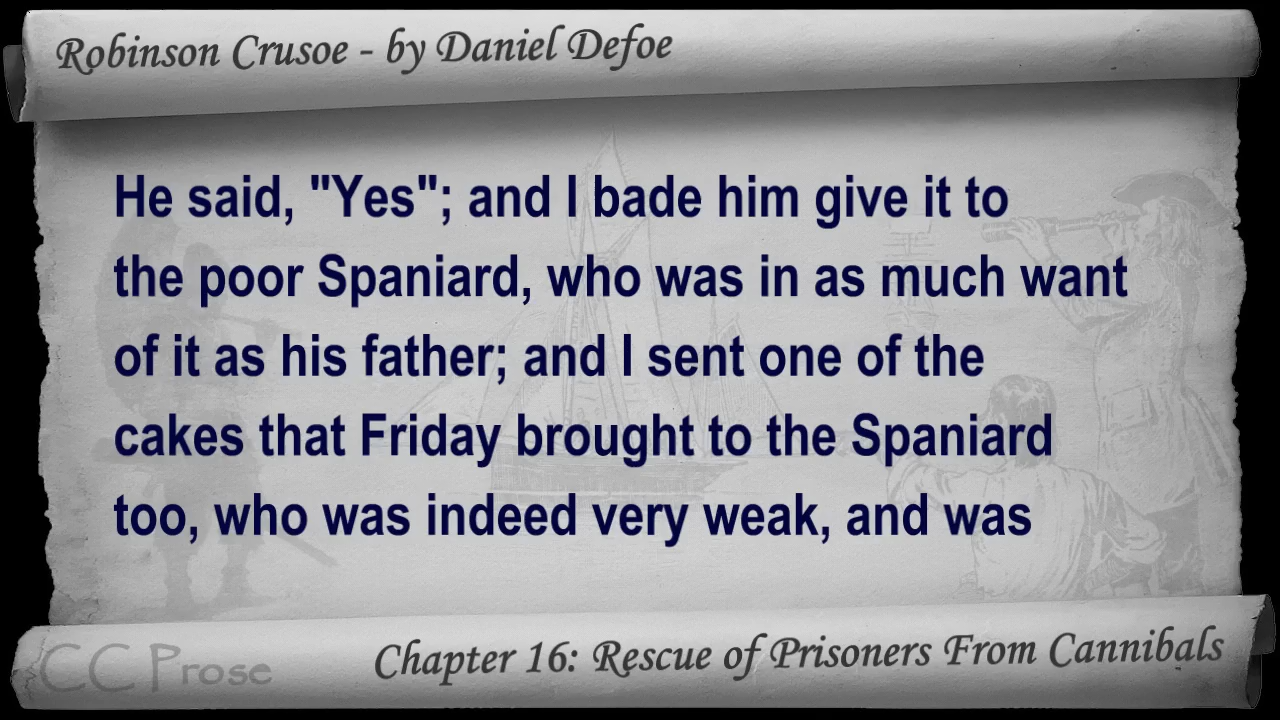 Robinson Crusoe - by Daniel Defoe
He said, "Yes"; and I bade him give it to
the poor Spaniard, who was in as much want
of it as his father; and I sent one of the
cakes that Friday brought to the Spaniard
too, who was indeed very weak, and was
CC Prose
Chapter 16: Rescue of Prisoners From Cannibals